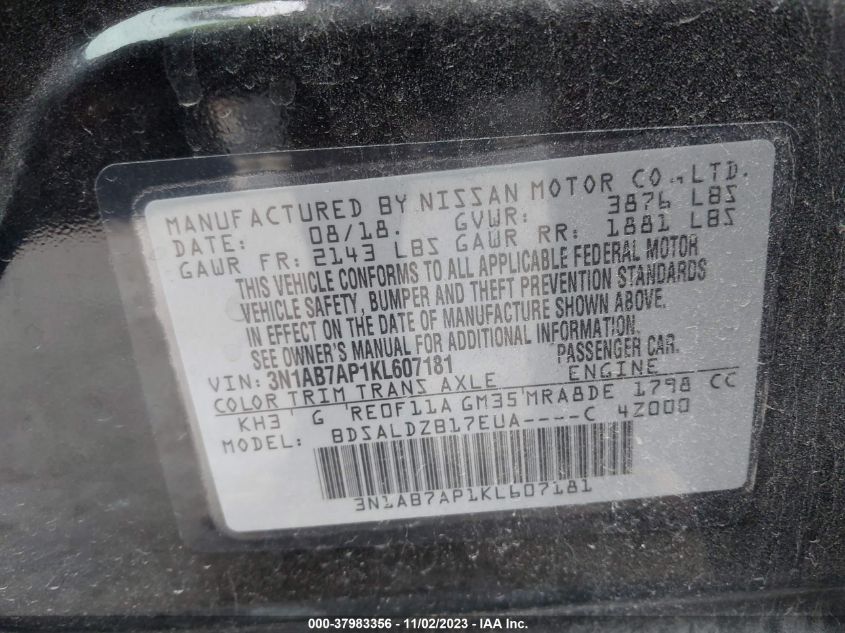 MANUFACTURED BY NISSAN MOTOR CO., LTD.
DATE: 08/18. GVWR: 3876 LBS
GAWR FR: 2143 LBS GAWR RR: 1881 LBS
THIS VEHICLE CONFORMS TO ALL APPLICABLE FEDERAL MOTOR
VEHICLE SAFETY, BUMPER AND THEFT PREVENTION STANDARDS
IN EFFECT ON THE DATE OF MANUFACTURE SHOWN ABOVE.
SEE OWNER'S MANUAL FOR ADDITIONAL INFORMATION.
VIN: 3N1AB7AP1KL607181 PASSENGER CAR.
COLOR TRIM TRANS AXLE ENGINE
KH3 G RE0F11A GM35 MRA8DE 1798 CC
MODEL: BDSALDZB17EUA----C 4Z000
3N1AB7AP1KL607181
000-37983356 - 11/02/2023 - IAA Inc.